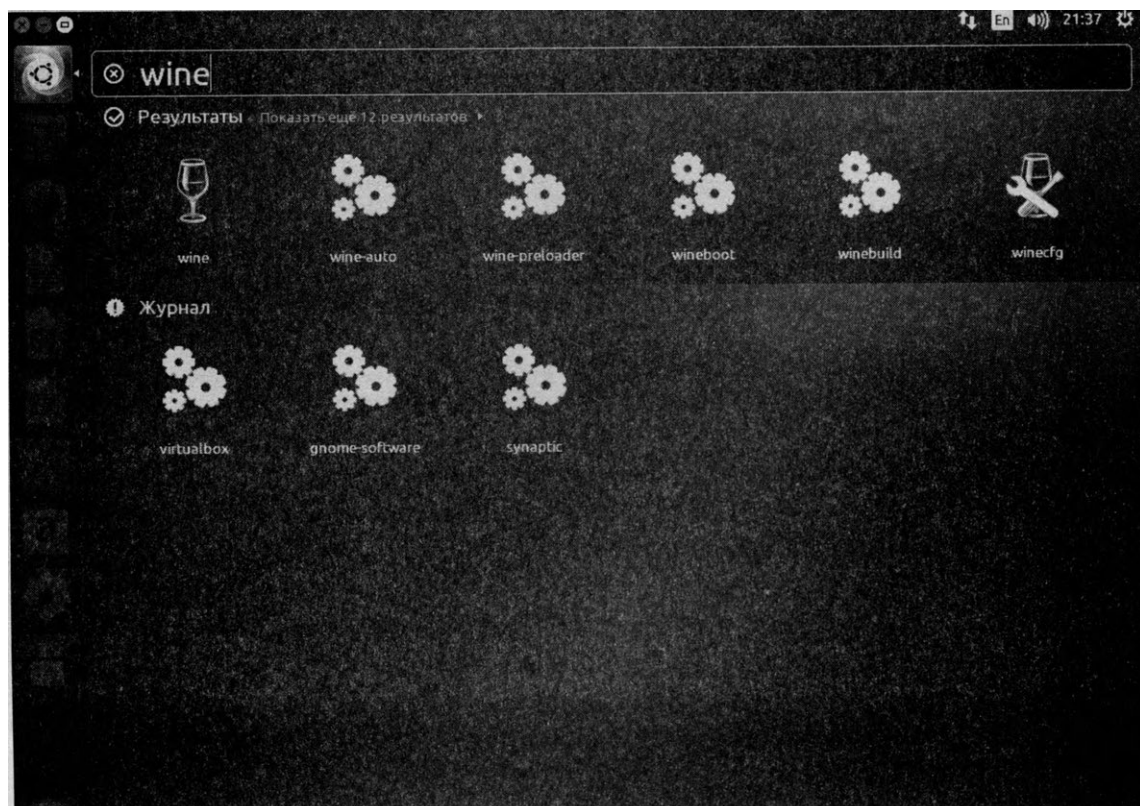 En 21:37
wine
Результаты Показать ещё 12 результатов
wine wine-auto wine-preloader wineboot winebuild winecfg
Журнал
virtualbox gnome-software synaptic